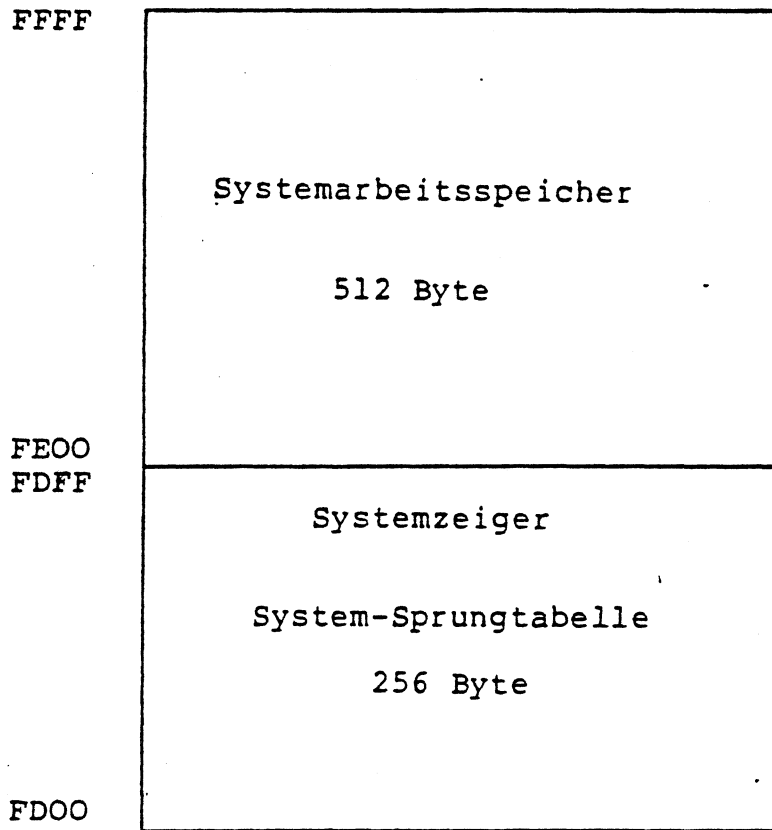 FFFF
Systemarbeitsspeicher
512 Byte
FE00
FDFF
Systemzeiger
System-Sprungtabelle
256 Byte
FD00